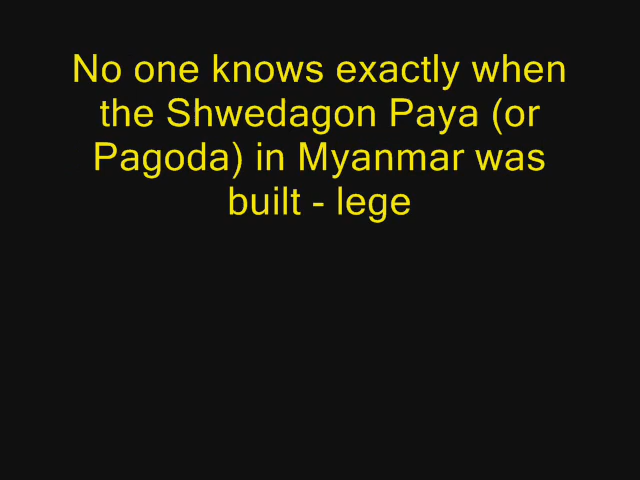 No one knows exactly when
the Shwedagon Paya (or
Pagoda) in Myanmar was
built - lege